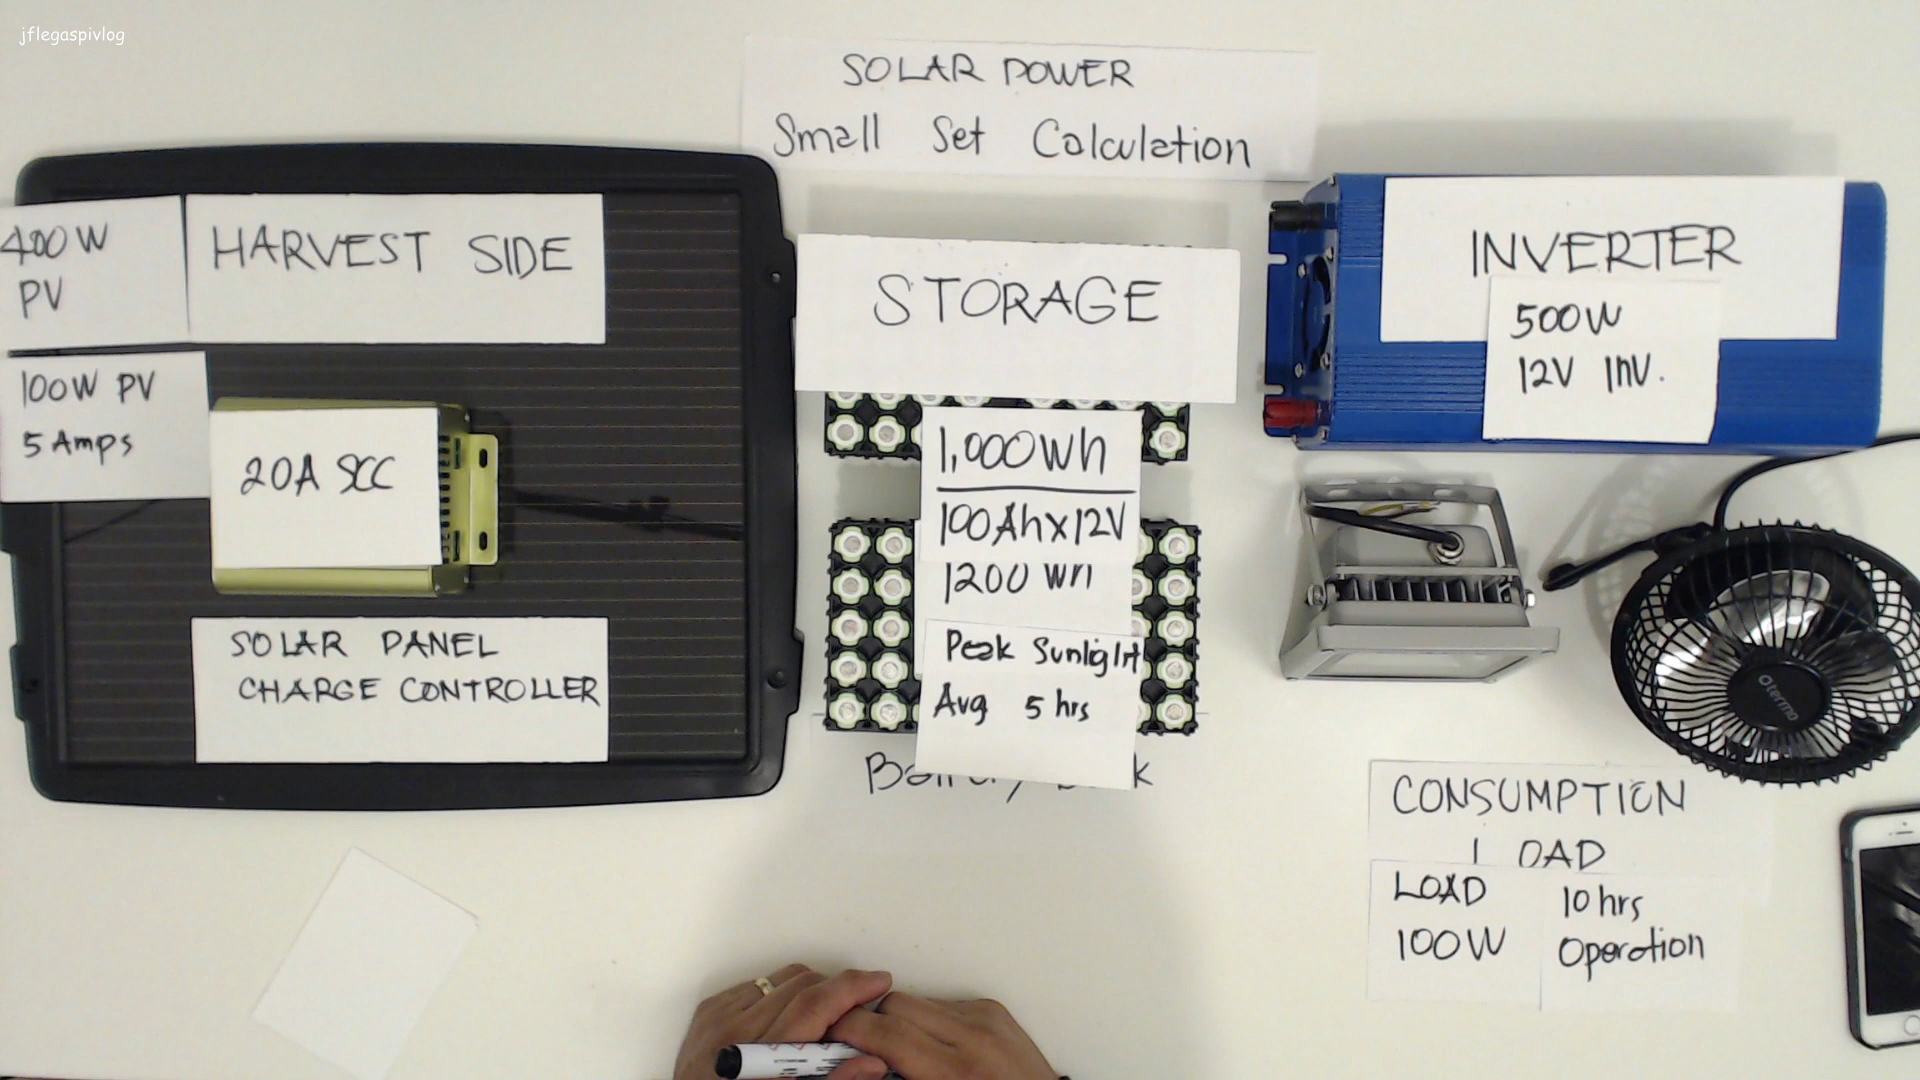 jflegaspivlog
SOLAR POWER
Small Set Calculation
400W
PV
HARVEST SIDE
100W PV
5 Amps
20A SCC
SOLAR PANEL
CHARGE CONTROLLER
STORAGE
1,000Wh
100Ahx12V
1200 Wh
Peak Sunlight
Avg 5 hrs
INVERTER
500W
12V INV.
Otermo
CONSUMPTION
LOAD
LOAD
100W
10 hrs
Operation